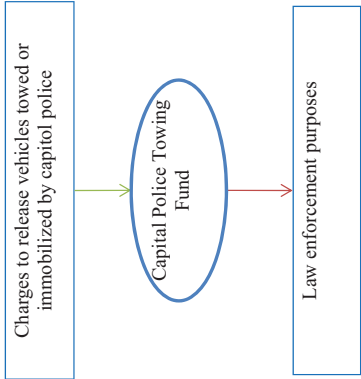 Charges to release vehicles towed or
immobilized by capitol police
Capital Police Towing
Fund
Law enforcement purposes